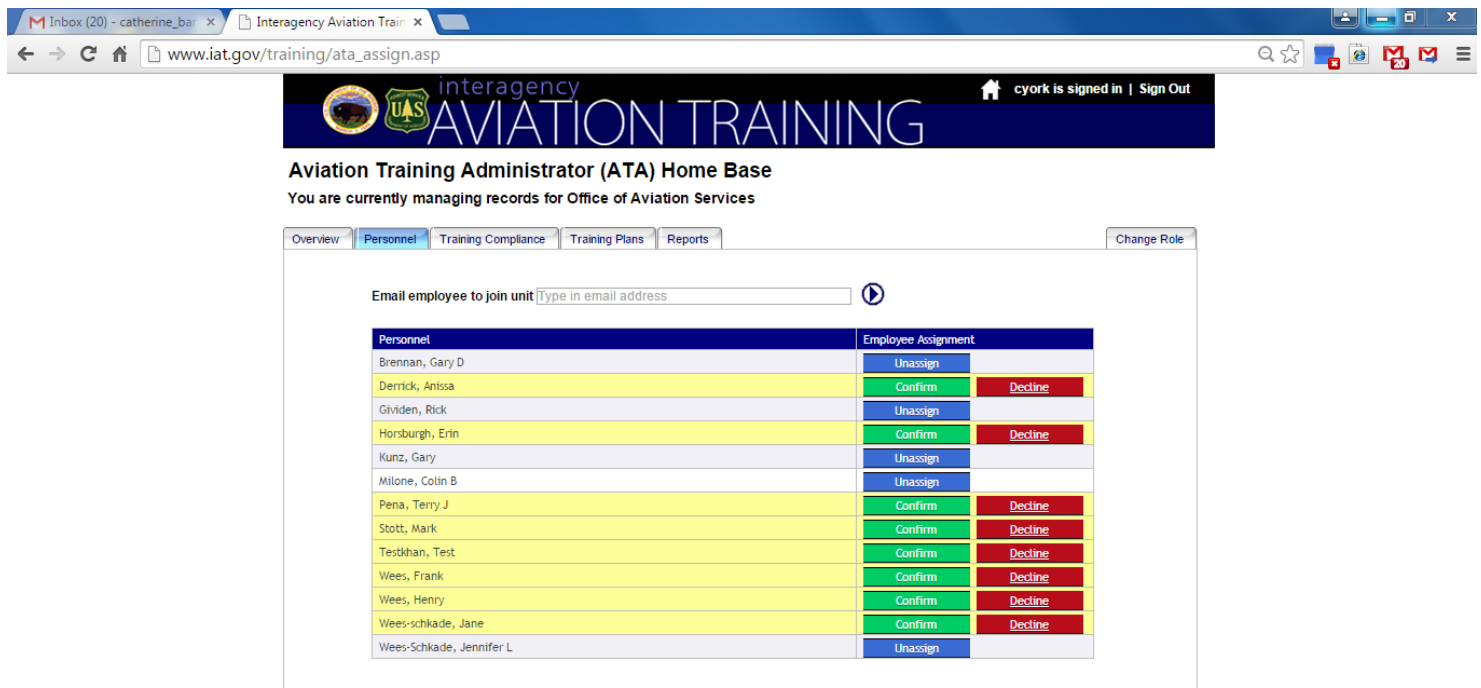 Inbox (20) - catherine_bar
Interagency Aviation Train
www.iat.gov/training/ata_assign.asp
20
interagency
UAS
AVIATION TRAINING
cyork is signed in | Sign Out
Aviation Training Administrator (ATA) Home Base
You are currently managing records for Office of Aviation Services
Overview Personnel Training Compliance Training Plans Reports Change Role
Email employee to join unit Type in email address
Personnel Employee Assignment
Brennan, Gary D Unassign
Derrick, Anissa Confirm Decline
Gividen, Rick Unassign
Horsburgh, Erin Confirm Decline
Kunz, Gary Unassign
Milone, Colin B Unassign
Pena, Terry J Confirm Decline
Stott, Mark Confirm Decline
Testkhan, Test Confirm Decline
Wees, Frank Confirm Decline
Wees, Henry Confirm Decline
Wees-schkade, Jane Confirm Decline
Wees-Schkade, Jennifer L Unassign